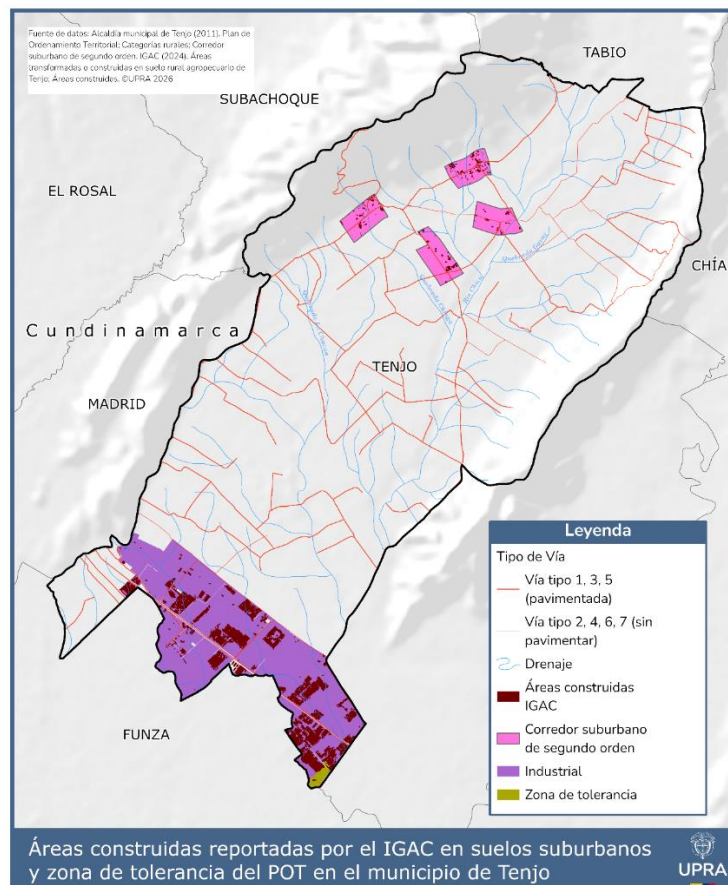 Fuente de datos: Alcaldía municipal de Tenjo (2011). Plan de
Ordenamiento Territorial; Categorías rurales; Corredor
suburbano de segundo orden. IGAC (2024). Áreas
transformadas o construidas en suelo rural agropecuario de
Tenjo; Áreas construidas. ©UPRA 2026
TABIO
SUBACHOQUE
EL ROSAL
CHÍA
Cundinamarca
TENJO
MADRID
FUNZA
Leyenda
Tipo de Vía
Vía tipo 1, 3, 5
(pavimentada)
Vía tipo 2, 4, 6, 7 (sin
pavimentar)
Drenaje
Áreas construidas
IGAC
Corredor suburbano
de segundo orden
Industrial
Zona de tolerancia
Áreas construidas reportadas por el IGAC en suelos suburbanos
y zona de tolerancia del POT en el municipio de Tenjo
UPRA